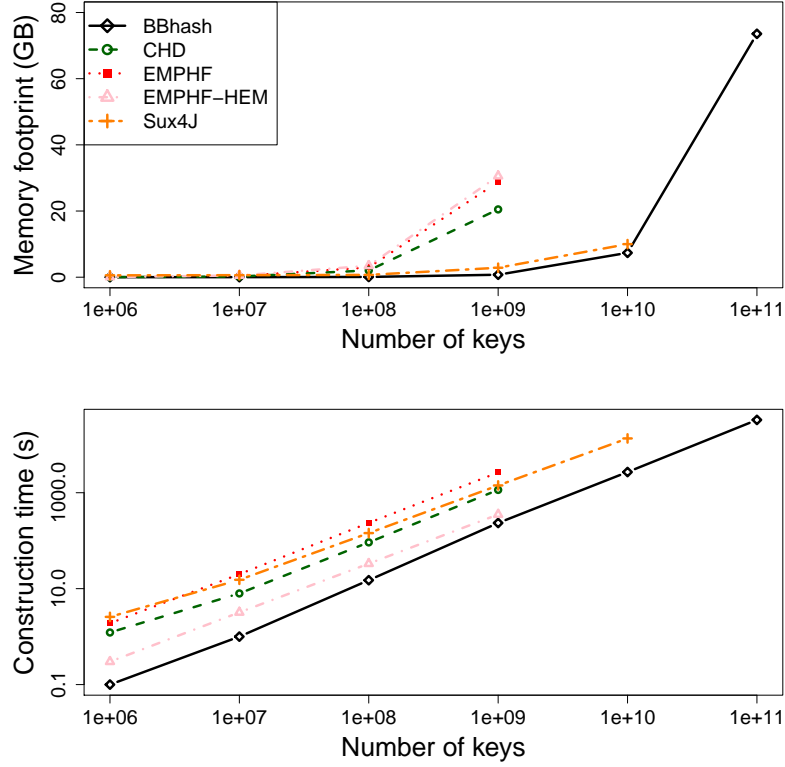 BBhash
CHD
EMPHF
EMPHF−HEM
Sux4J
Memory footprint (GB)
80
60
40
20
0
1e+06 1e+07 1e+08 1e+09 1e+10 1e+11
Number of keys
Construction time (s)
1000.0
10.0
0.1
1e+06 1e+07 1e+08 1e+09 1e+10 1e+11
Number of keys